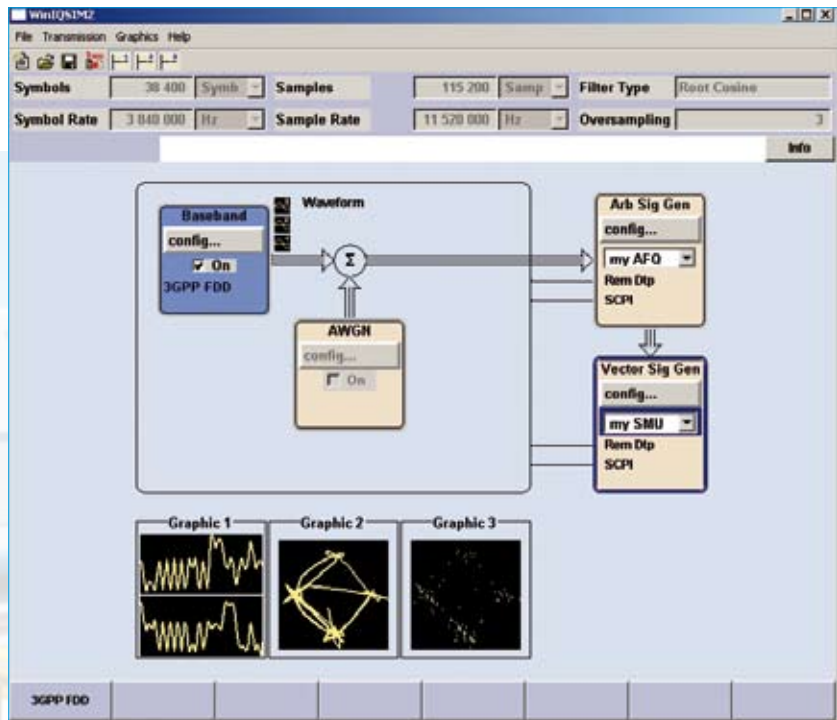 WinIQSIM2
File Transmission Graphics Help
Symbols 38 400 Symb Samples 115 200 Samp Filter Type Root Cosine
Symbol Rate 3 840 000 Hz Sample Rate 11 520 000 Hz Oversampling 3
Info
Baseband
config...
On
3GPP FDD
Waveform
Σ
AWGN
config...
On
Arb Sig Gen
config...
my AFQ
Rem Dtp
SCPI
Vector Sig Gen
config...
my SMU
Rem Dtp
SCPI
Graphic 1 Graphic 2 Graphic 3
3GPP FDD